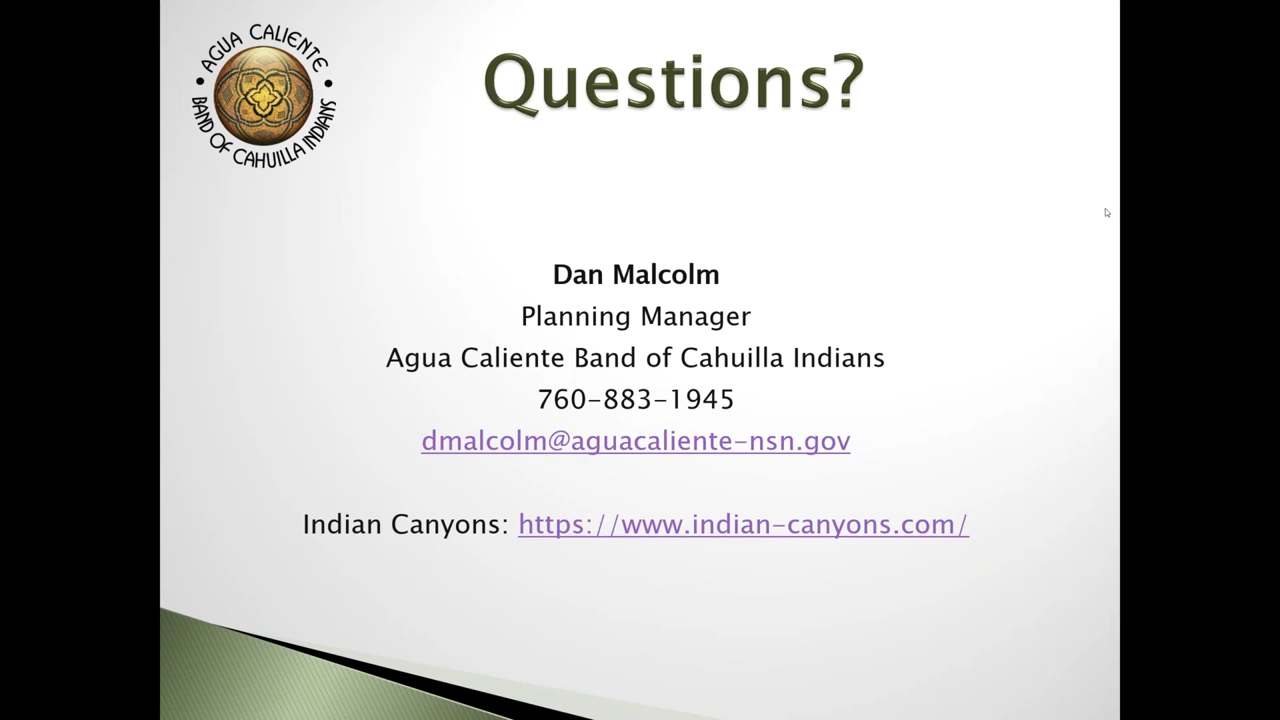 AGUA CALIENTE
BAND OF CAHUILLA INDIANS
Questions?
Dan Malcolm
Planning Manager
Agua Caliente Band of Cahuilla Indians
760-883-1945
dmalcolm@aguacaliente-nsn.gov
Indian Canyons: https://www.indian-canyons.com/